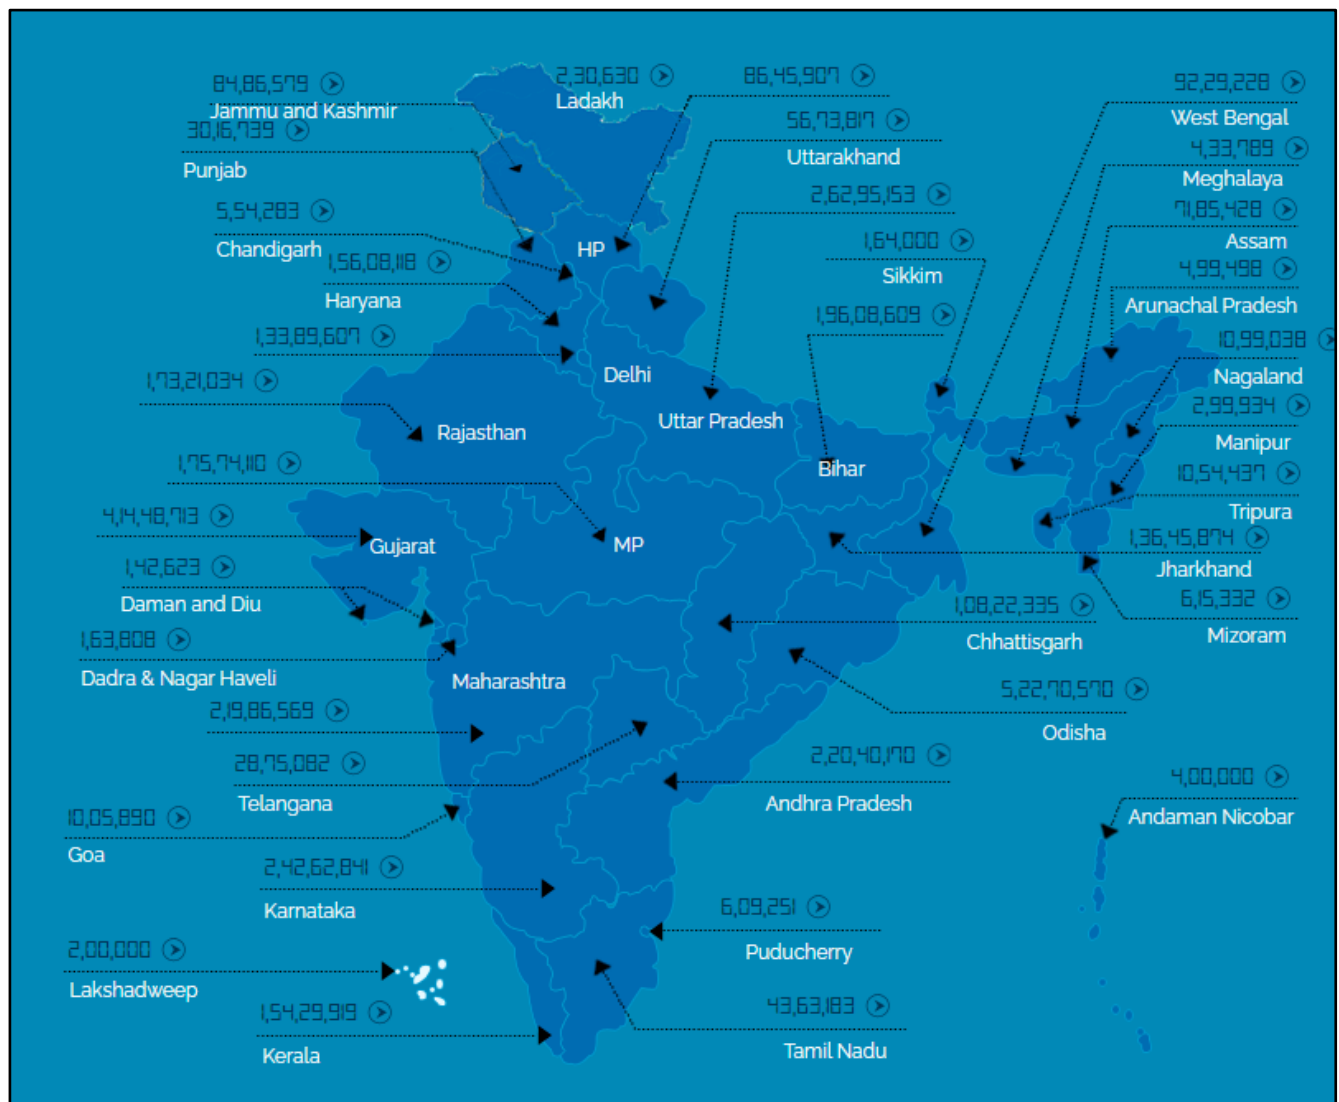 84,86,579
Jammu and Kashmir
2,30,630
Ladakh
86,45,907
HP
92,29,228
West Bengal
30,16,739
Punjab
56,73,817
Uttarakhand
4,33,789
Meghalaya
5,54,283
Chandigarh
2,62,95,153
Uttar Pradesh
71,85,428
Assam
1,56,08,118
Haryana
1,64,000
Sikkim
4,99,498
Arunachal Pradesh
1,33,89,607
Delhi
1,96,08,609
Bihar
10,99,038
Nagaland
1,73,21,034
Rajasthan
2,99,934
Manipur
1,75,74,110
MP
10,54,437
Tripura
4,14,48,713
Gujarat
1,36,45,874
Jharkhand
1,42,623
Daman and Diu
1,08,22,335
Chhattisgarh
6,15,332
Mizoram
1,63,808
Dadra & Nagar Haveli
Maharashtra
2,19,86,569
5,22,70,570
Odisha
28,75,082
Telangana
2,20,40,170
Andhra Pradesh
4,00,000
Andaman Nicobar
10,05,890
Goa
2,42,62,841
Karnataka
6,09,251
Puducherry
2,00,000
Lakshadweep
1,54,29,919
Kerala
43,63,183
Tamil Nadu